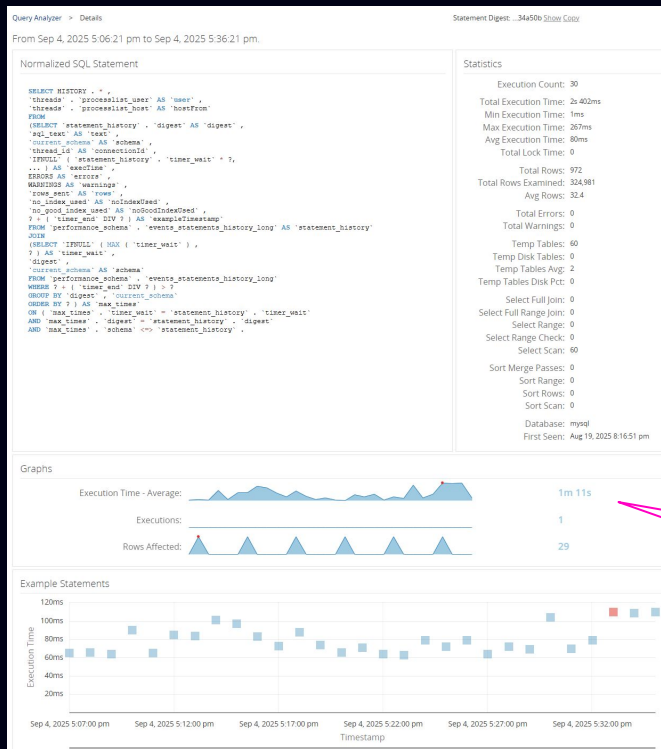 Query Analyzer > Details
Statement Digest: ...34a50b Show Copy
From Sep 4, 2025 5:06:21 pm to Sep 4, 2025 5:36:21 pm.
Normalized SQL Statement
SELECT HISTORY . * ,
`threads` . `processlist_user` AS `user` ,
`threads` . `processlist_host` AS `hostFrom`
FROM
(SELECT `statement_history` . `digest` AS `digest` ,
`sql_text` AS `text` ,
`current_schema` AS `schema` ,
`thread_id` AS `connectionId` ,
`IFNULL` ( `statement_history` . `timer_wait` * ?,
... ) AS `execTime` ,
ERRORS AS `errors` ,
WARNINGS AS `warnings` ,
`rows_sent` AS `rows` ,
`no_index_used` AS `noIndexUsed` ,
`no_good_index_used` AS `noGoodIndexUsed` ,
? + ( `timer_end` DIV ? ) AS `exampleTimestamp`
FROM `performance_schema` . `events_statements_history_long` AS `statement_history`
JOIN
(SELECT `IFNULL` ( MAX ( `timer_wait` ) ,
? ) AS `timer_wait` ,
`digest` ,
`current_schema` AS `schema`
FROM `performance_schema` . `events_statements_history_long`
WHERE ? + ( `timer_end` DIV ? ) > ?
GROUP BY `digest` , `current_schema`
ORDER BY ? ) AS `max_times`
ON ( `max_times` . `timer_wait` = `statement_history` . `timer_wait`
AND `max_times` . `digest` = `statement_history` . `digest`
AND `max_times` . `schema` <=> `statement_history` .
Statistics
Execution Count: 30
Total Execution Time: 2s 402ms
Min Execution Time: 1ms
Max Execution Time: 267ms
Avg Execution Time: 80ms
Total Lock Time: 0
Total Rows: 972
Total Rows Examined: 324,981
Avg Rows: 32.4
Total Errors: 0
Total Warnings: 0
Temp Tables: 60
Temp Disk Tables: 0
Temp Tables Avg: 2
Temp Tables Disk Pct: 0
Select Full Join: 0
Select Full Range Join: 0
Select Range: 0
Select Range Check: 0
Select Scan: 60
Sort Merge Passes: 0
Sort Range: 0
Sort Rows: 0
Sort Scan: 0
Database: mysql
First Seen: Aug 19, 2025 8:16:51 pm
Graphs
Execution Time - Average: 1m 11s
Executions: 1
Rows Affected: 29
Example Statements
120ms
100ms
80ms
60ms
40ms
20ms
Execution Time
Sep 4, 2025 5:07:00 pm Sep 4, 2025 5:12:00 pm Sep 4, 2025 5:17:00 pm Sep 4, 2025 5:22:00 pm Sep 4, 2025 5:27:00 pm Sep 4, 2025 5:32:00 pm
Timestamp